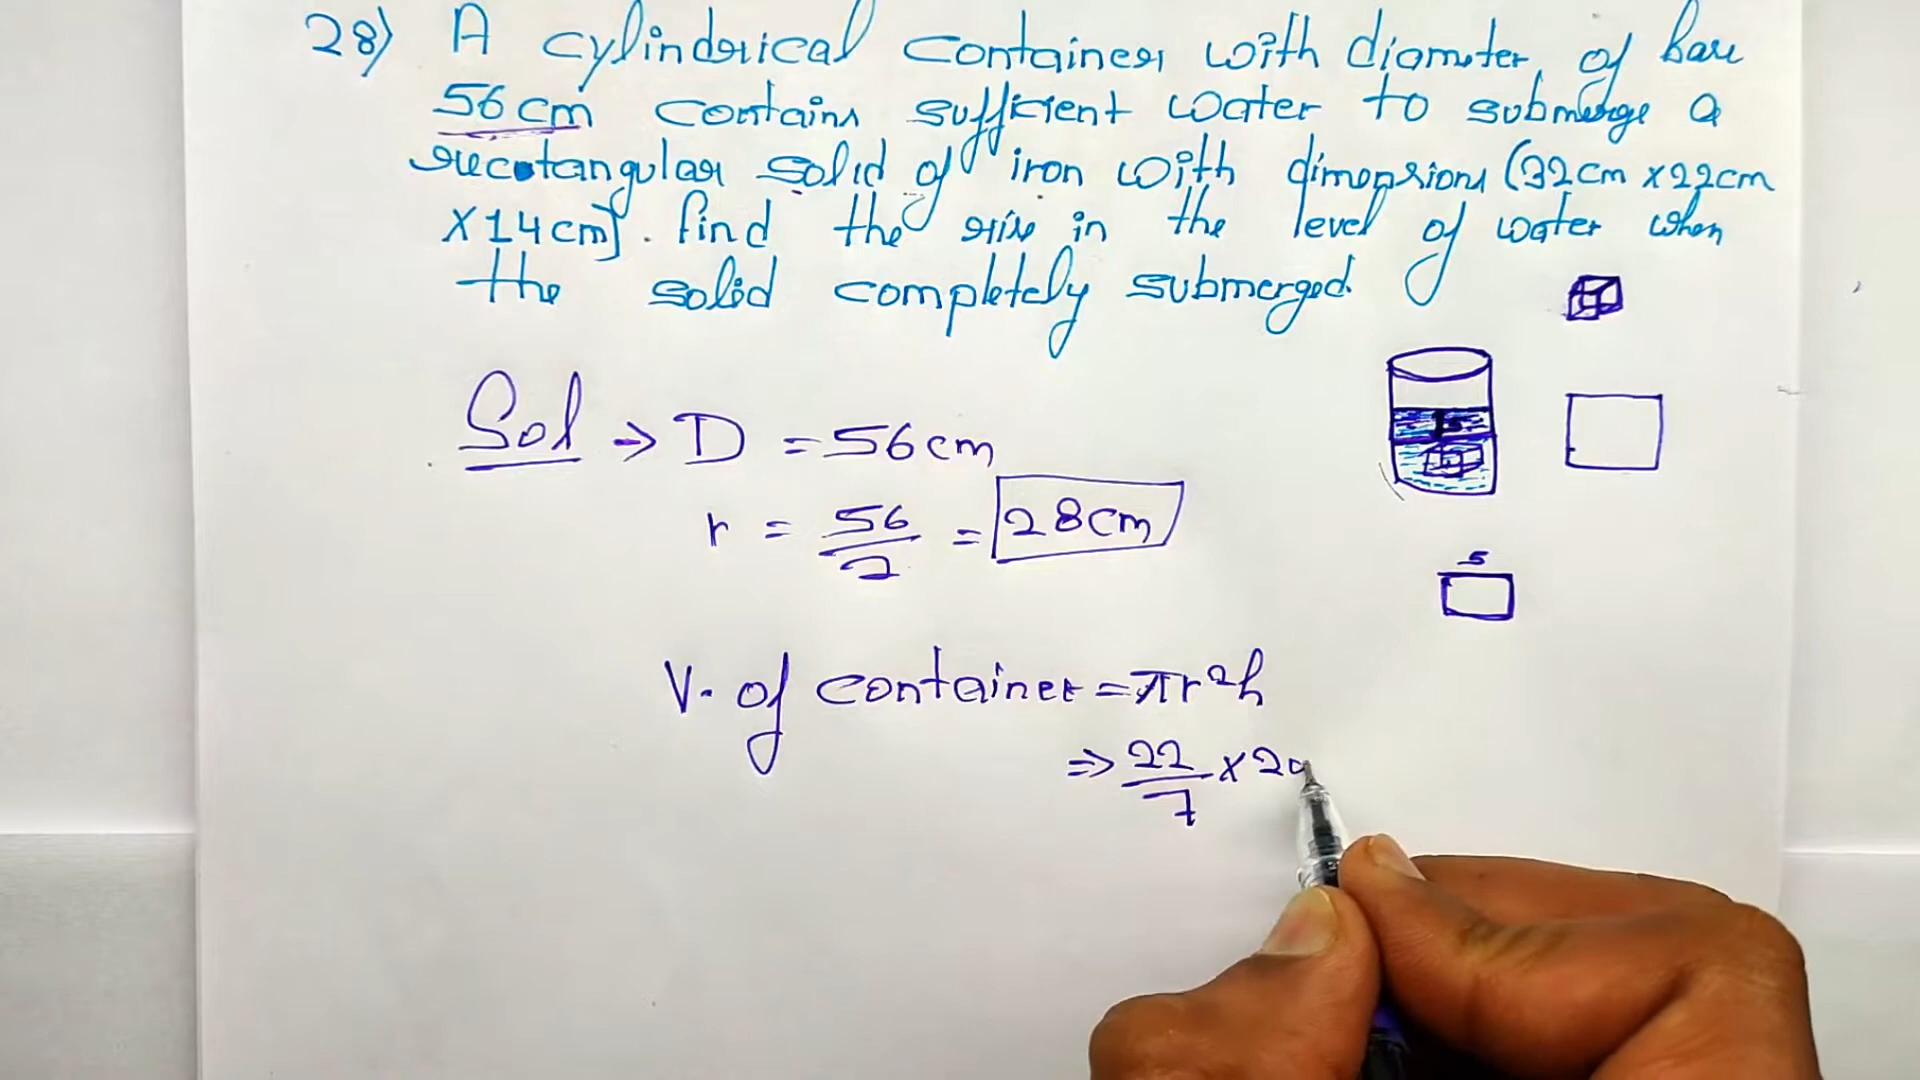 28) A cylinderical container with diameter of base
56cm contains sufficient water to submerge a
rectangular solid of iron with dimensions (32cm x 22cm
X 14cm]. find the rise in the level of water when
the solid completely submerged.
Sol → D = 56cm
r = 56/2 = 28cm
5
V. of container = πr²h
⇒ 22/7 x 2